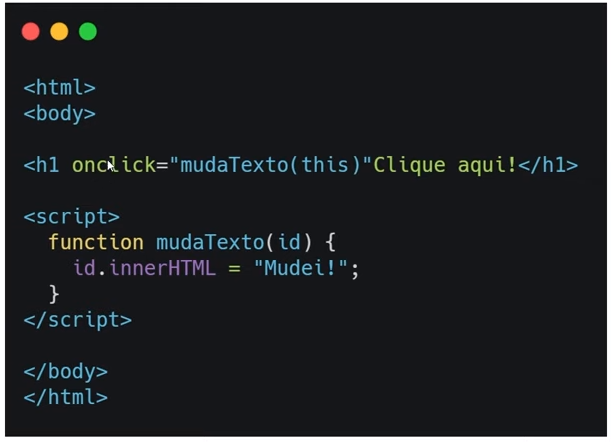 <html>
<body>
<h1 onclick="mudaTexto(this)"Clique aqui!</h1>
<script>
function mudaTexto(id) {
id.innerHTML = "Mudei!";
}
</script>
</body>
</html>